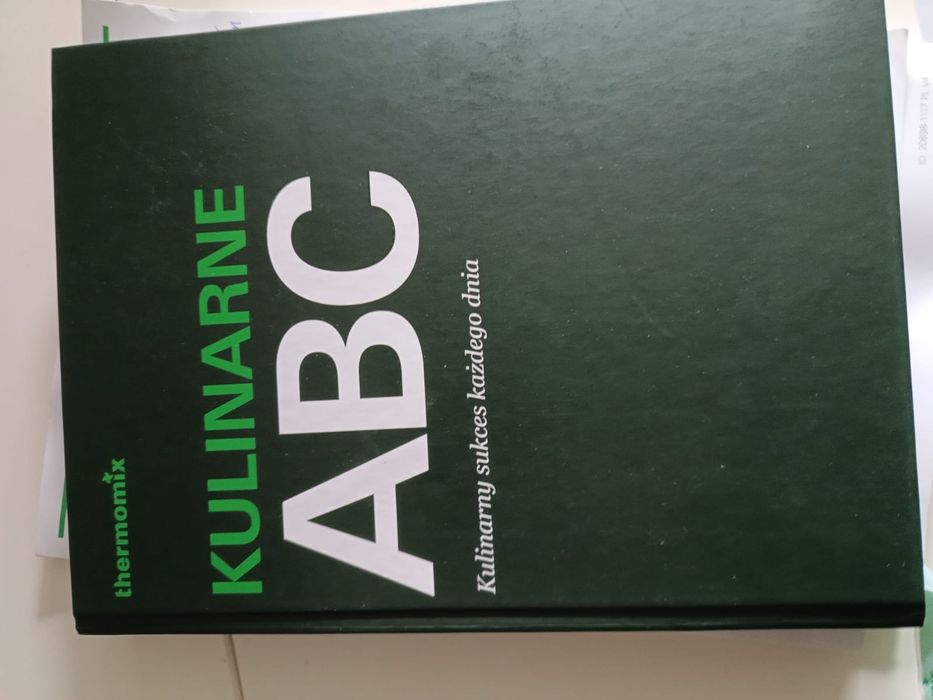 thermomix
KULINARNE
ABC
Kulinarny sukces każdego dnia